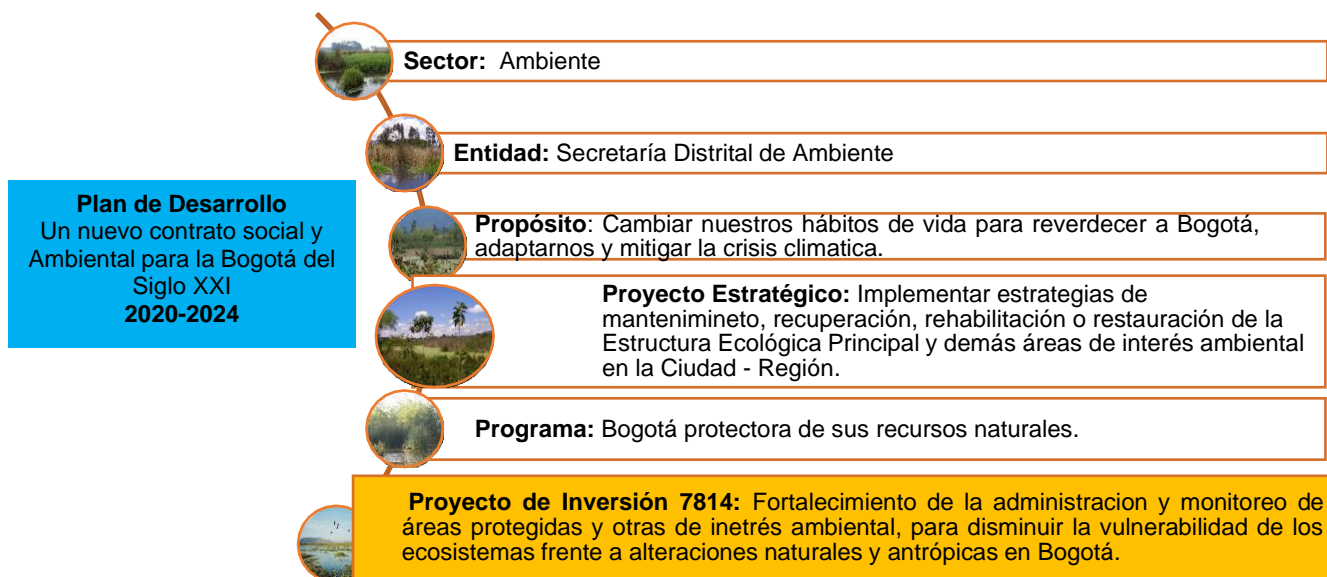 Sector: Ambiente
Entidad: Secretaría Distrital de Ambiente
Plan de Desarrollo
Un nuevo contrato social y
Ambiental para la Bogotá del
Siglo XXI
2020-2024
Propósito: Cambiar nuestros hábitos de vida para reverdecer a Bogotá,
adaptarnos y mitigar la crisis climatica.
Proyecto Estratégico: Implementar estrategias de
mantenimineto, recuperación, rehabilitación o restauración de la
Estructura Ecológica Principal y demás áreas de interés ambiental
en la Ciudad - Región.
Programa: Bogotá protectora de sus recursos naturales.
Proyecto de Inversión 7814: Fortalecimiento de la administracion y monitoreo de
áreas protegidas y otras de inetrés ambiental, para disminuir la vulnerabilidad de los
ecosistemas frente a alteraciones naturales y antrópicas en Bogotá.